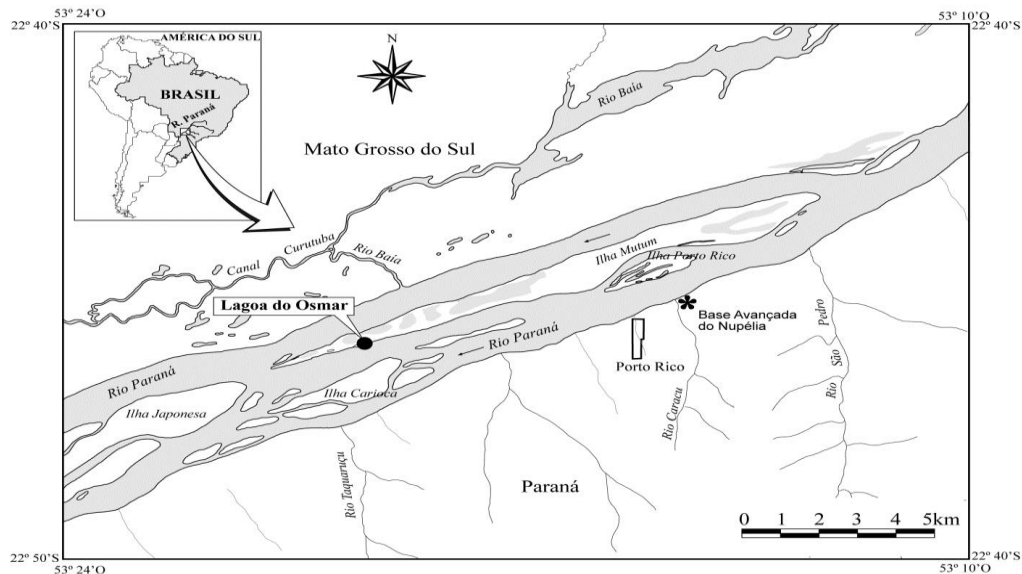 53º 24' O
53º 10' O
22º 40'S
22º 40'S
AMÉRICA DO SUL
BRASIL
R. Paraná
N
Rio Baía
Mato Grosso do Sul
Canal Curutuba
Rio Baía
Ilha Mutum
Ilha Porto Rico
Lagoa do Osmar
Base Avançada
do Nupélia
Rio Paraná
Rio Paraná
Porto Rico
Rio São Pedro
Ilha Carioca
Ilha Japonesa
Rio Caracu
Rio Taquaruçu
Paraná
0 1 2 3 4 5km
22º 50'S
22º 40'S
53º 24'O
53º 10'O